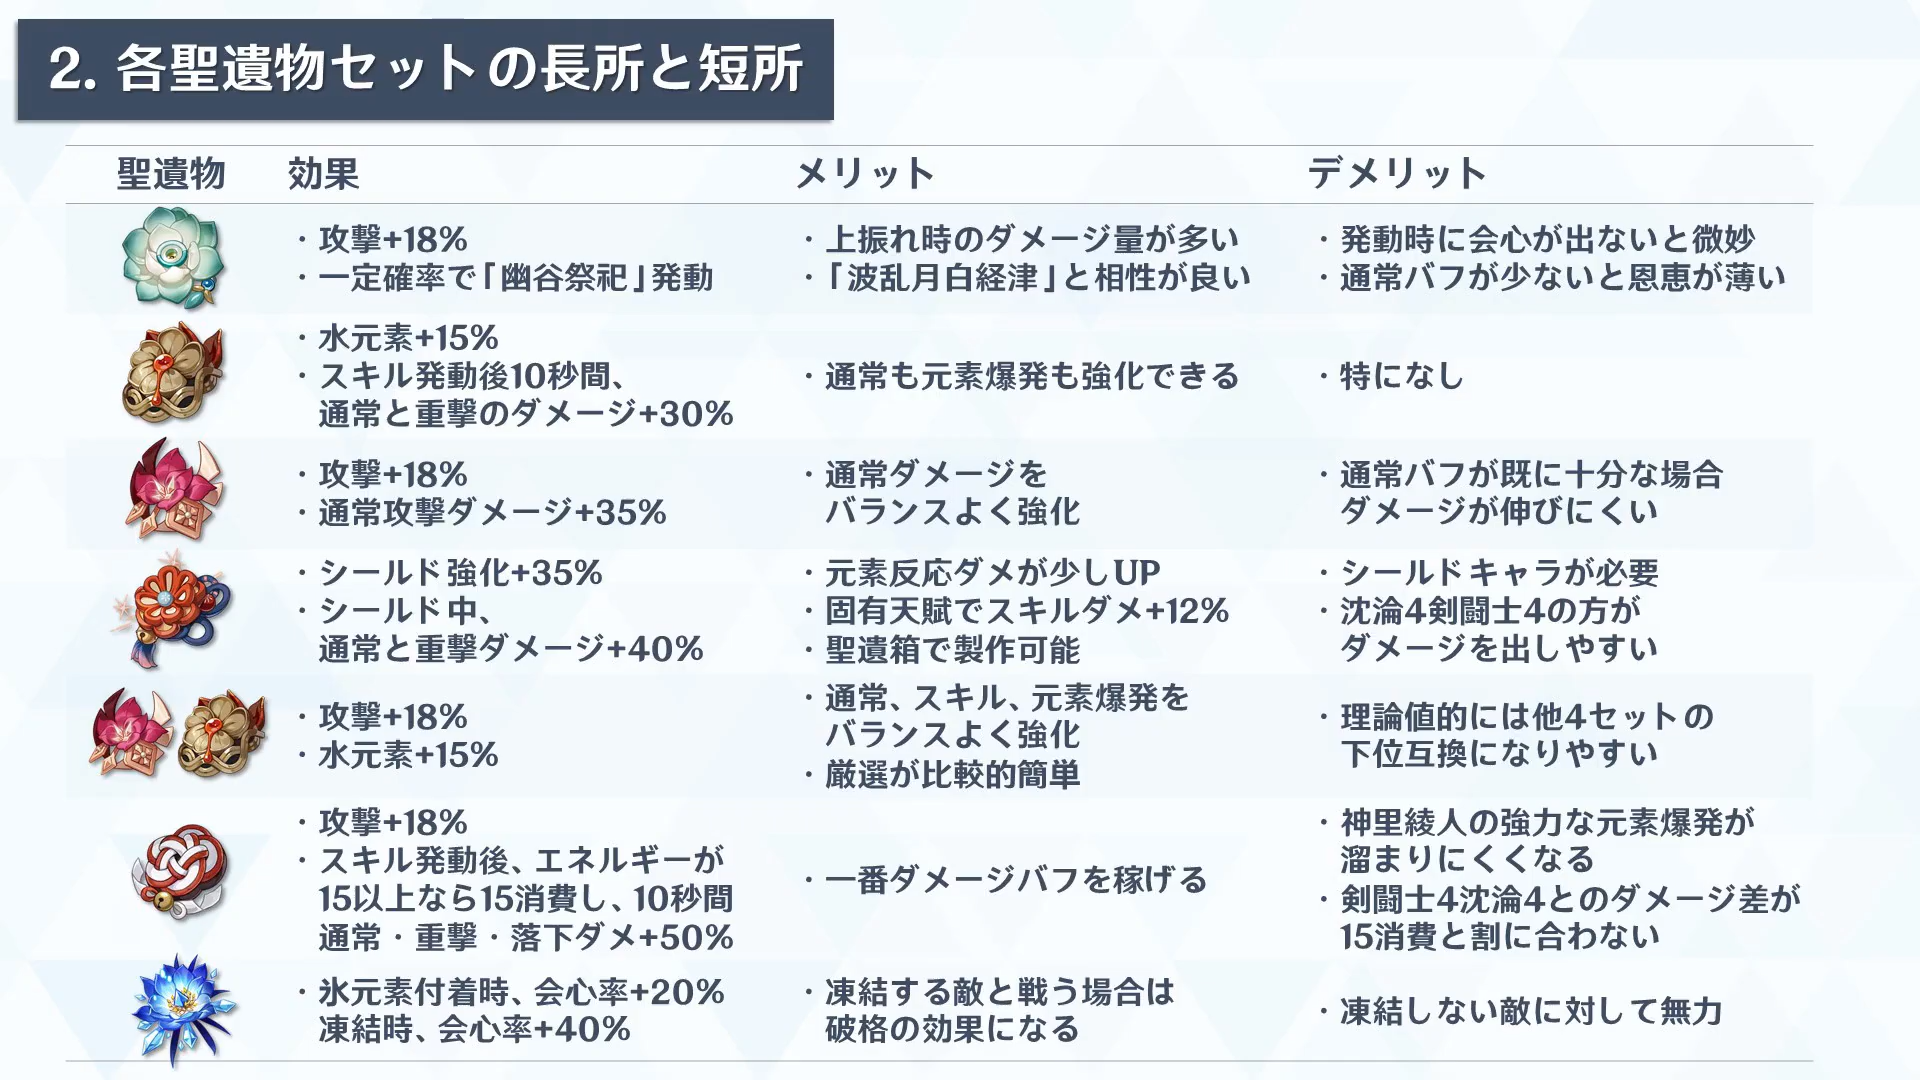 2. 各聖遺物セットの長所と短所
聖遺物 効果 メリット デメリット
・攻撃+18%
・一定確率で「幽谷祭祀」発動
・上振れ時のダメージ量が多い
・「波乱月白経津」と相性が良い
・発動時に会心が出ないと微妙
・通常バフが少ないと恩恵が薄い
・水元素+15%
・スキル発動後10秒間、
通常と重撃のダメージ+30%
・通常も元素爆発も強化できる
・特になし
・攻撃+18%
・通常攻撃ダメージ+35%
・通常ダメージを
バランスよく強化
・通常バフが既に十分な場合
ダメージが伸びにくい
・シールド強化+35%
・シールド中、
通常と重撃ダメージ+40%
・元素反応ダメが少しUP
・固有天賦でスキルダメ+12%
・聖遺箱で製作可能
・シールドキャラが必要
・沈淪4剣闘士4の方が
ダメージを出しやすい
・攻撃+18%
・水元素+15%
・通常、スキル、元素爆発を
バランスよく強化
・厳選が比較的簡単
・理論値的には他4セットの
下位互換になりやすい
・攻撃+18%
・スキル発動後、エネルギーが
15以上なら15消費し、10秒間
通常・重撃・落下ダメ+50%
・一番ダメージバフを稼げる
・神里綾人の強力な元素爆発が
溜まりにくくなる
・剣闘士4沈淪4とのダメージ差が
15消費と割に合わない
・氷元素付着時、会心率+20%
凍結時、会心率+40%
・凍結する敵と戦う場合は
破格の効果になる
・凍結しない敵に対して無力